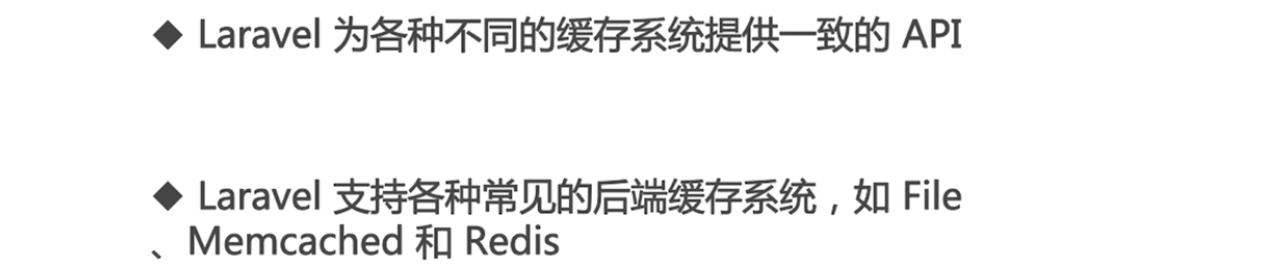 ◆ Laravel 为各种不同的缓存系统提供一致的 API
◆ Laravel 支持各种常见的后端缓存系统，如 File
、Memcached 和 Redis